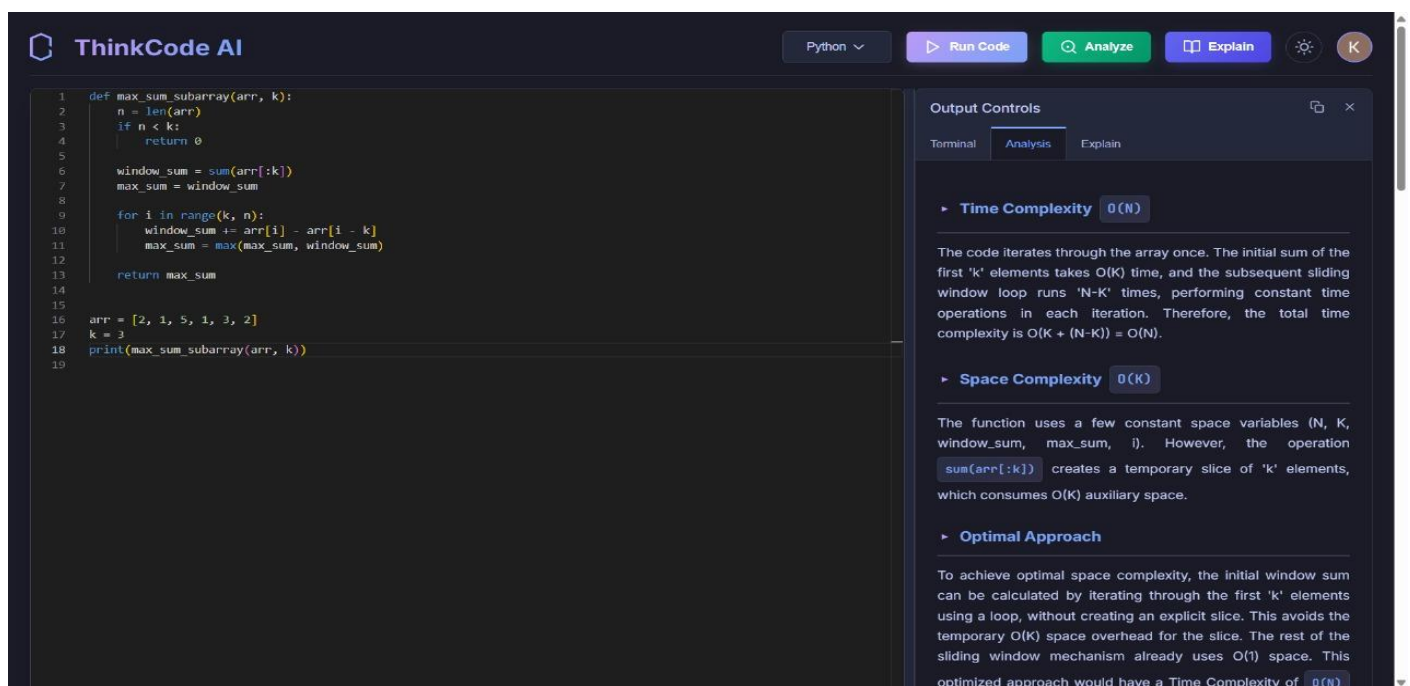 ThinkCode AI
Python
Run Code
Analyze
Explain
K
1 def max_sum_subarray(arr, k):
2 n = len(arr)
3 if n < k:
4 return 0
5
6 window_sum = sum(arr[:k])
7 max_sum = window_sum
8
9 for i in range(k, n):
10 window_sum += arr[i] - arr[i - k]
11 max_sum = max(max_sum, window_sum)
12
13 return max_sum
14
15
16 arr = [2, 1, 5, 1, 3, 2]
17 k = 3
18 print(max_sum_subarray(arr, k))
19
Output Controls
Terminal Analysis Explain
Time Complexity O(N)
The code iterates through the array once. The initial sum of the
first 'k' elements takes O(K) time, and the subsequent sliding
window loop runs 'N-K' times, performing constant time
operations in each iteration. Therefore, the total time
complexity is O(K + (N-K)) = O(N).
Space Complexity O(K)
The function uses a few constant space variables (N, K,
window_sum, max_sum, i). However, the operation
sum(arr[:k]) creates a temporary slice of 'k' elements,
which consumes O(K) auxiliary space.
Optimal Approach
To achieve optimal space complexity, the initial window sum
can be calculated by iterating through the first 'k' elements
using a loop, without creating an explicit slice. This avoids the
temporary O(K) space overhead for the slice. The rest of the
sliding window mechanism already uses O(1) space. This
optimized approach would have a Time Complexity of O(N)